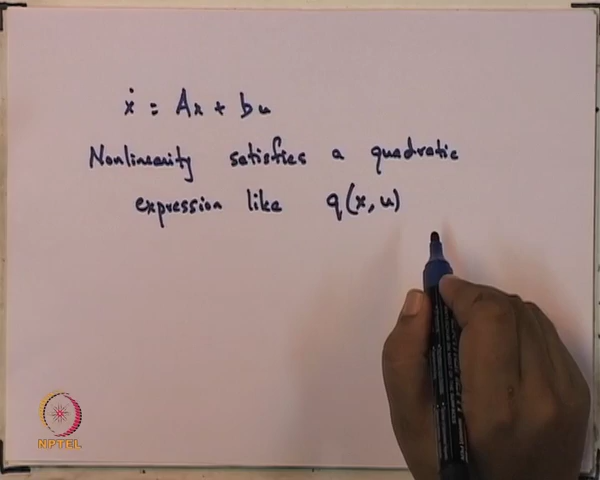 ẋ = Ax + bu
Nonlinearity satisfies a quadratic
expression like q(x, u)
NPTEL